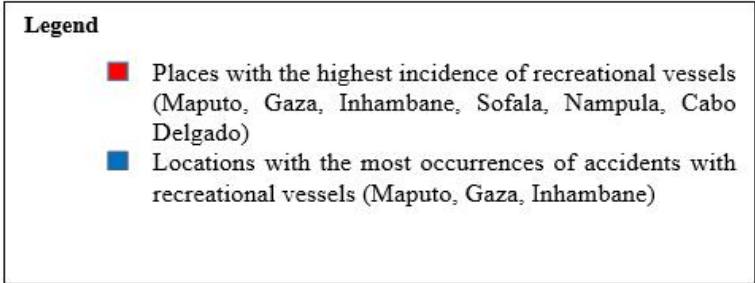 Legend
Places with the highest incidence of recreational vessels
(Maputo, Gaza, Inhambane, Sofala, Nampula, Cabo
Delgado)
Locations with the most occurrences of accidents with
recreational vessels (Maputo, Gaza, Inhambane)